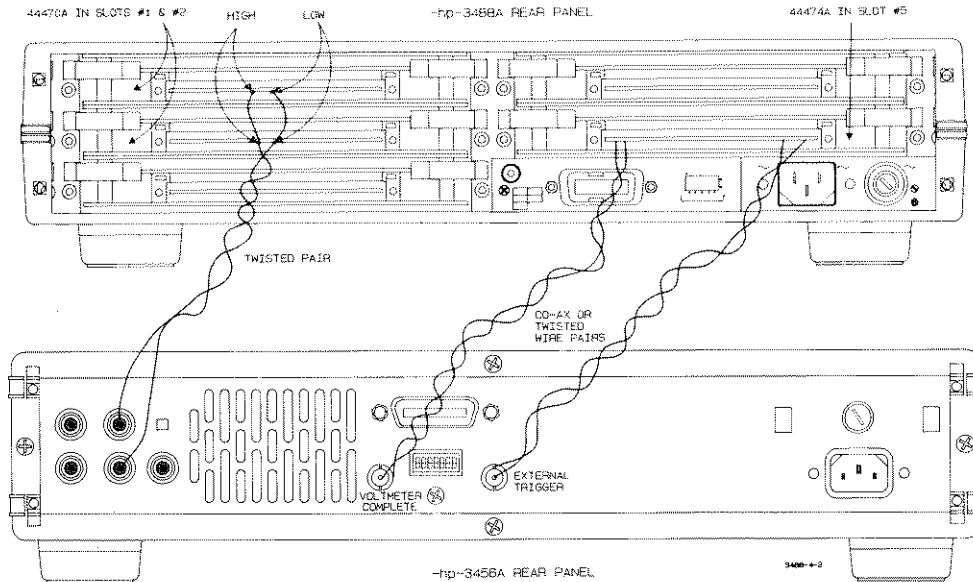 44470A IN SLOTS #1 & #2
HIGH
LOW
-hp-3488A REAR PANEL
44474A IN SLOT #5
TWISTED PAIR
CO-AX OR
TWISTED
WIRE PAIRS
VOLTMETER
COMPLETE
EXTERNAL
TRIGGER
-hp-3456A REAR PANEL
3488-4-2